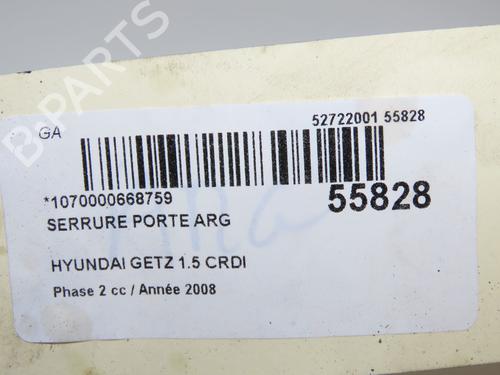 B-PARTS
GA
52722001 55828
*1070000668759
55828
SERRURE PORTE ARG
HYUNDAI GETZ 1.5 CRDI
Phase 2 cc / Année 2008